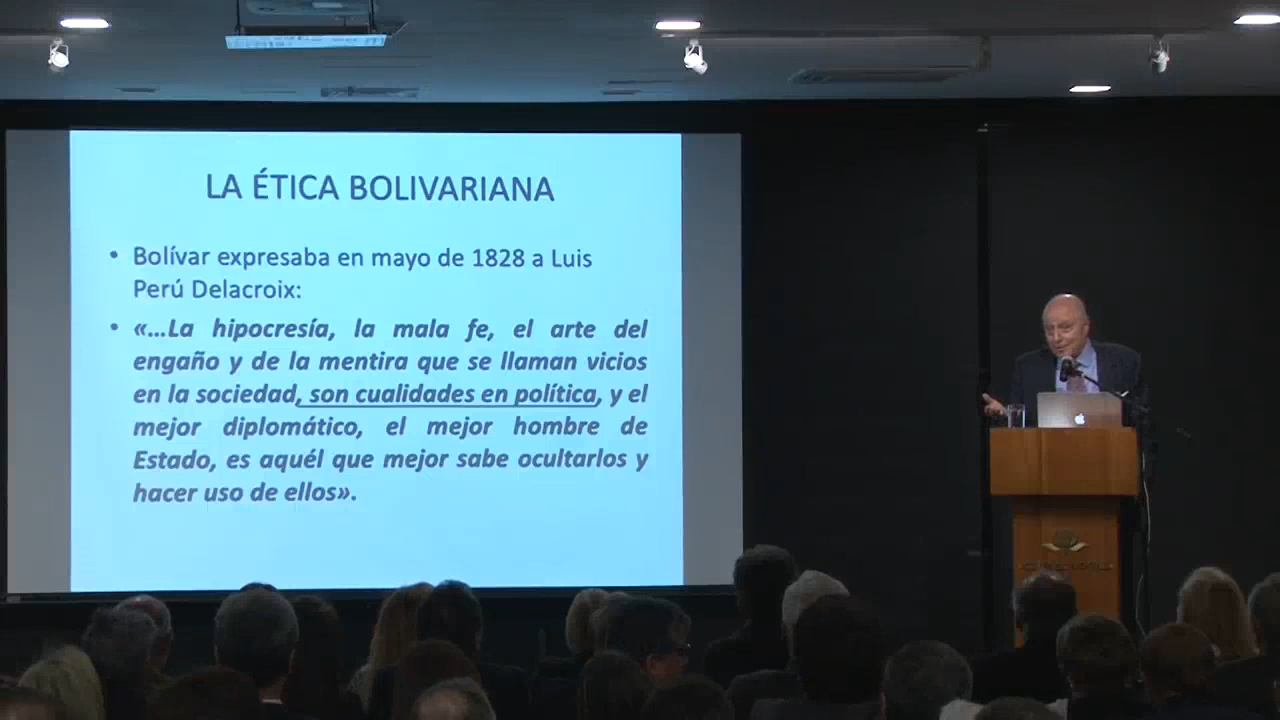 LA ÉTICA BOLIVARIANA
• Bolívar expresaba en mayo de 1828 a Luis
Perú Delacroix:
• «...La hipocresía, la mala fe, el arte del
engaño y de la mentira que se llaman vicios
en la sociedad, son cualidades en política, y el
mejor diplomático, el mejor hombre de
Estado, es aquél que mejor sabe ocultarlos y
hacer uso de ellos».